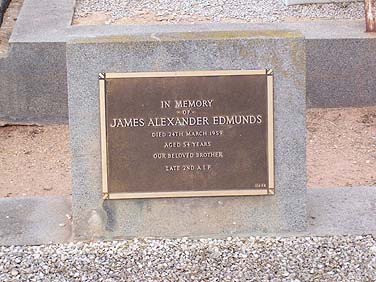 IN MEMORY
OF
JAMES ALEXANDER EDMUNDS
DIED 24TH MARCH 1959
AGED 54 YEARS
OUR BELOVED BROTHER
LATE 2ND A.I.F.